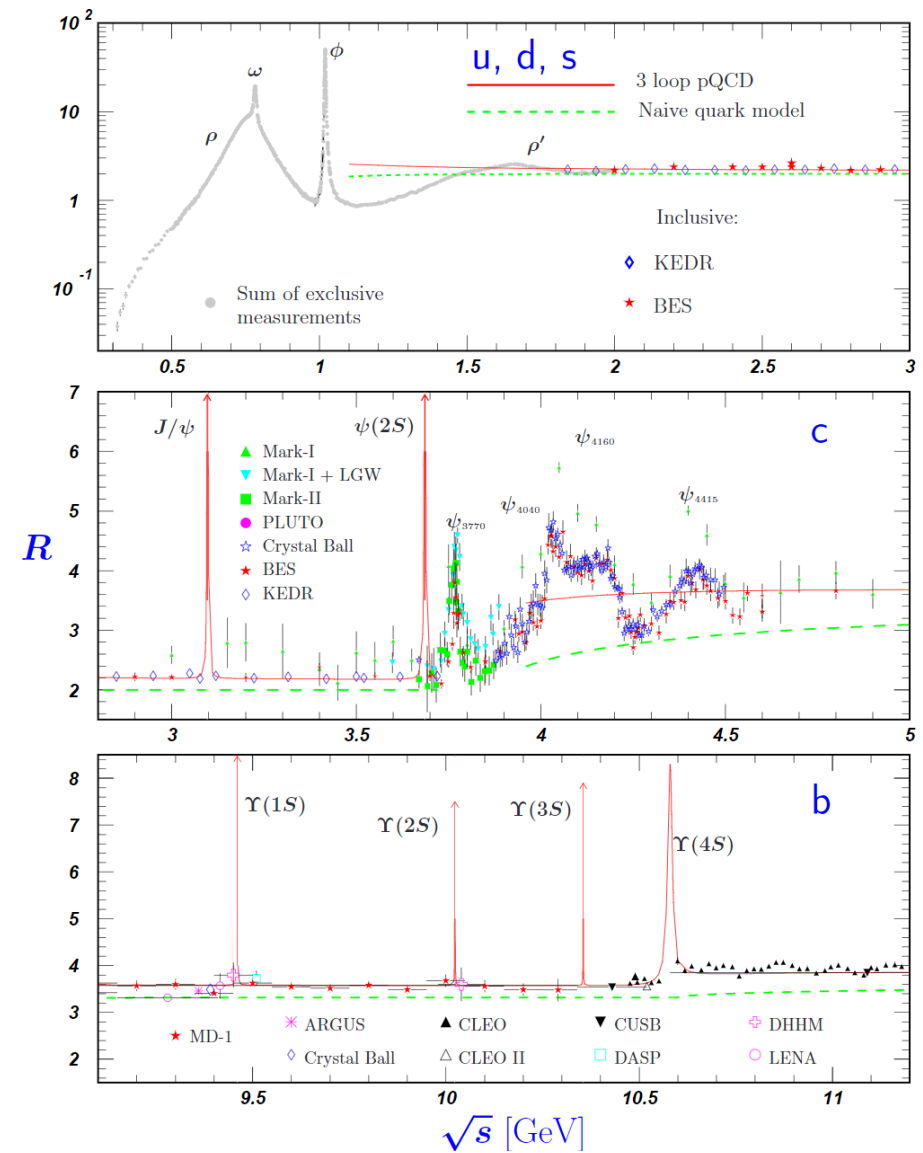 10 ²
ω
ϕ
u, d, s
3 loop pQCD
Naive quark model
10
ρ
ρ′
1
Inclusive:
KEDR
10 -1
Sum of exclusive
measurements
BES
0.5 1 1.5 2 2.5 3
7
J/ψ
ψ(2S)
c
ψ4160
6
Mark-I
Mark-I + LGW
Mark-II
5
PLUTO
ψ3770
ψ4040
ψ4415
Crystal Ball
R
BES
4
KEDR
3
2
3 3.5 4 4.5 5
8
Υ(1S)
b
7
Υ(2S)
Υ(3S)
Υ(4S)
6
5
4
3
MD-1
ARGUS
CLEO
CUSB
DHHM
Crystal Ball
CLEO II
DASP
LENA
2
9.5 10 10.5 11
√s [GeV]